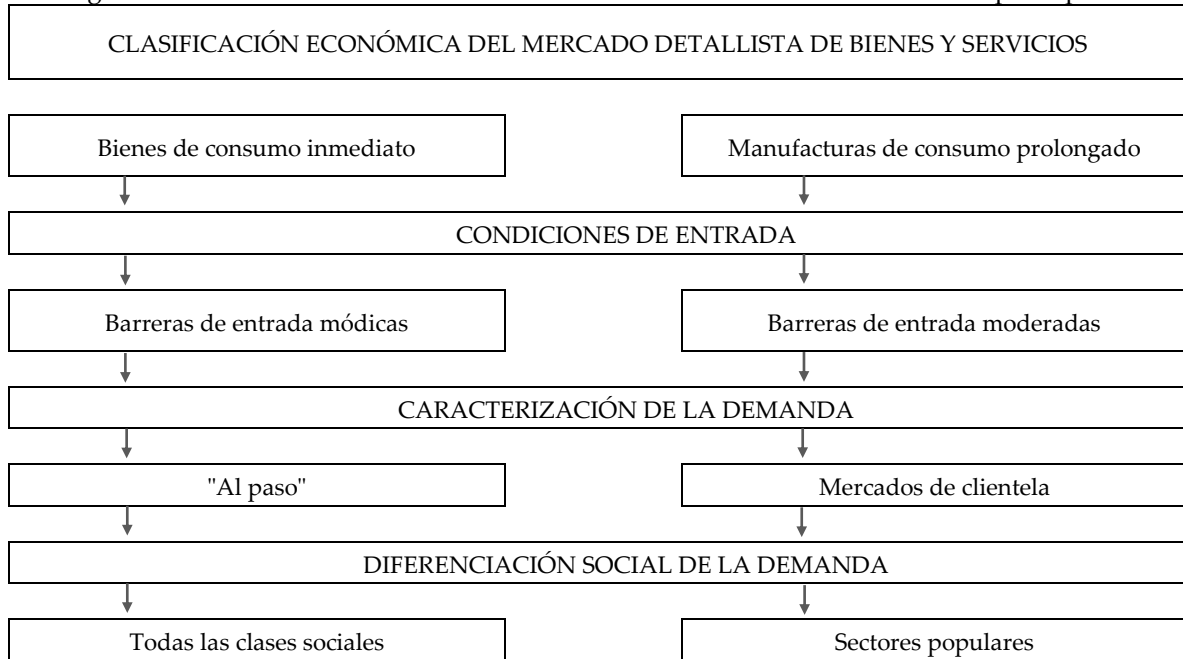 CLASIFICACIÓN ECONÓMICA DEL MERCADO DETALLISTA DE BIENES Y SERVICIOS
Bienes de consumo inmediato
Manufacturas de consumo prolongado
CONDICIONES DE ENTRADA
Barreras de entrada módicas
Barreras de entrada moderadas
CARACTERIZACIÓN DE LA DEMANDA
"Al paso"
Mercados de clientela
DIFERENCIACIÓN SOCIAL DE LA DEMANDA
Todas las clases sociales
Sectores populares